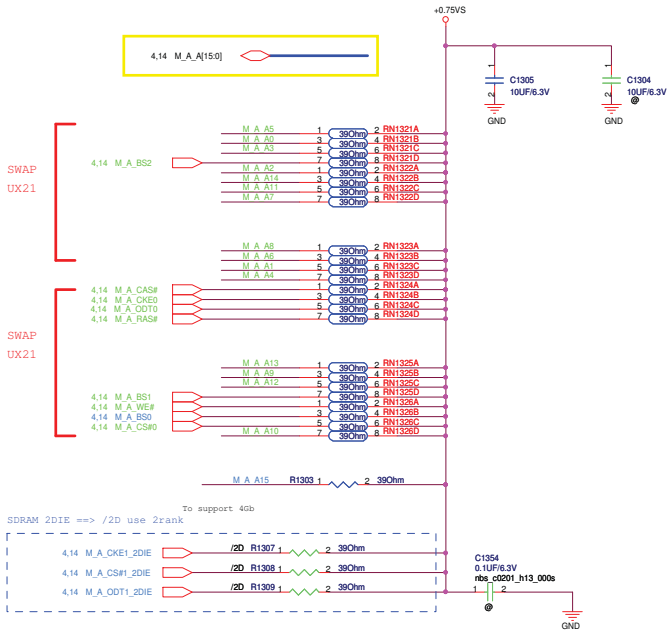 +0.75VS
4,14 M_A_A[15:0]
1 C1305 10UF/6.3V 2 GND
1 C1304 10UF/6.3V 2 @ GND
SWAP
UX21
M_A_A5 1 39Ohm 2 RN1321A
M_A_A0 3 39Ohm 4 RN1321B
M_A_A3 5 39Ohm 6 RN1321C
4,14 M_A_BS2 7 39Ohm 8 RN1321D
M_A_A2 1 39Ohm 2 RN1322A
M_A_A14 3 39Ohm 4 RN1322B
M_A_A11 5 39Ohm 6 RN1322C
M_A_A7 7 39Ohm 8 RN1322D
M_A_A8 1 39Ohm 2 RN1323A
M_A_A6 3 39Ohm 4 RN1323B
M_A_A1 5 39Ohm 6 RN1323C
M_A_A4 7 39Ohm 8 RN1323D
SWAP
UX21
4,14 M_A_CAS# 1 39Ohm 2 RN1324A
4,14 M_A_CKE0 3 39Ohm 4 RN1324B
4,14 M_A_ODT0 5 39Ohm 6 RN1324C
4,14 M_A_RAS# 7 39Ohm 8 RN1324D
M_A_A13 1 39Ohm 2 RN1325A
M_A_A9 3 39Ohm 4 RN1325B
M_A_A12 5 39Ohm 6 RN1325C
4,14 M_A_BS1 7 39Ohm 8 RN1325D
4,14 M_A_WE# 1 39Ohm 2 RN1326A
4,14 M_A_BS0 3 39Ohm 4 RN1326B
4,14 M_A_CS#0 5 39Ohm 6 RN1326C
M_A_A10 7 39Ohm 8 RN1326D
M_A_A15 R1303 1 2 39Ohm
To support 4Gb
SDRAM 2DIE ==> /2D use 2rank
4,14 M_A_CKE1_2DIE /2D R1307 1 2 39Ohm
4,14 M_A_CS#1_2DIE /2D R1308 1 2 39Ohm
4,14 M_A_ODT1_2DIE /2D R1309 1 2 39Ohm
C1354
0.1UF/6.3V
nbs_c0201_h13_000s
1 2
@
GND